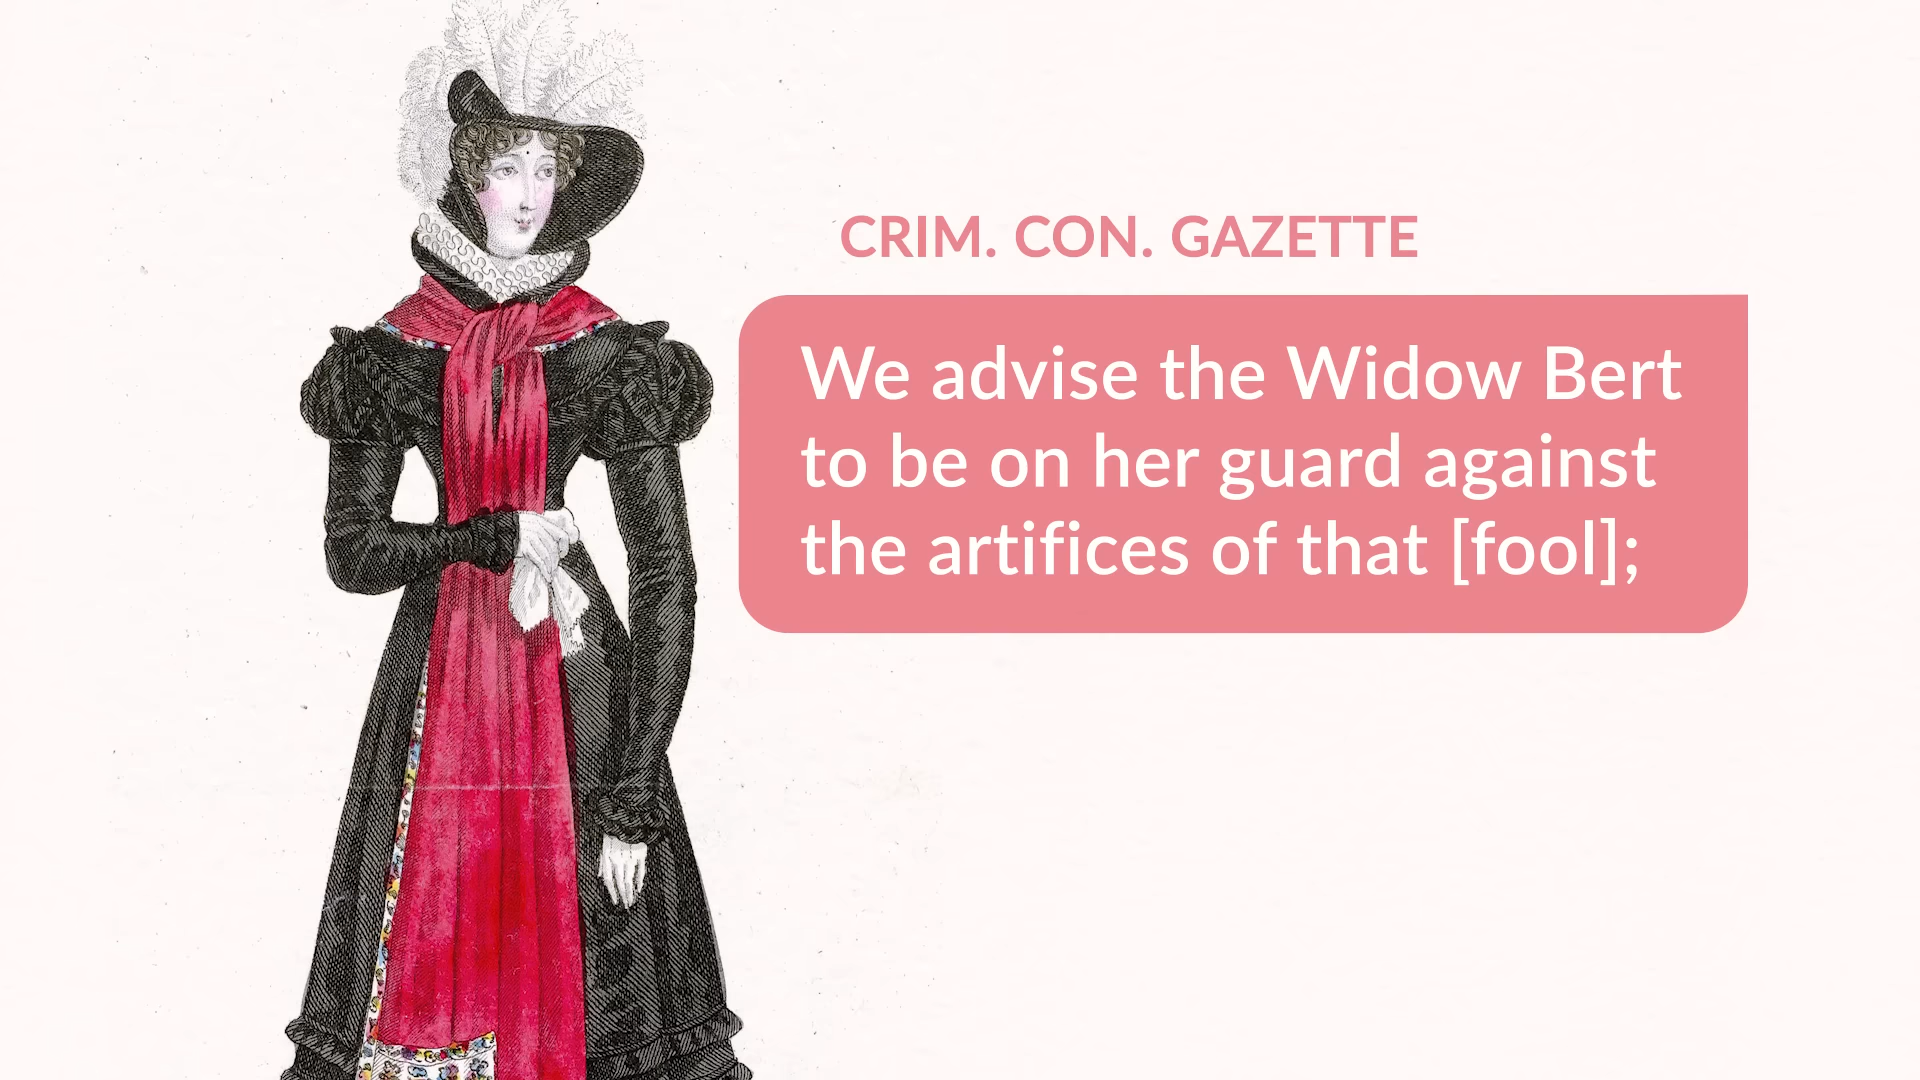 CRIM. CON. GAZETTE
We advise the Widow Bert
to be on her guard against
the artifices of that [fool];